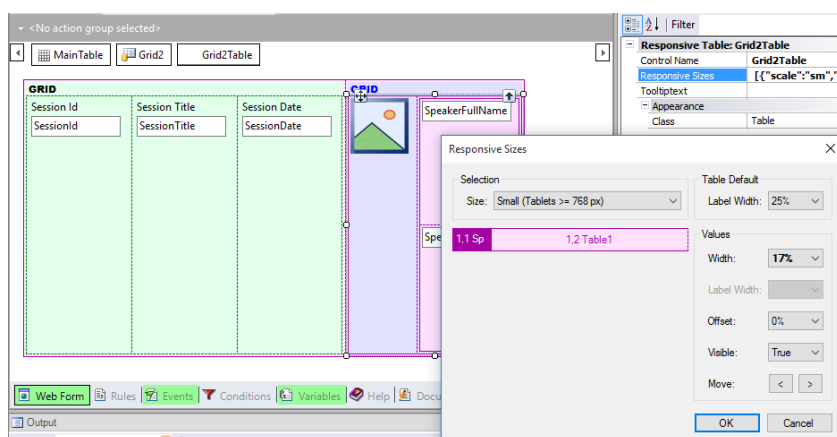 <No action group selected>
MainTable
Grid2
Grid2Table
GRID
Session Id
Session Title
Session Date
SessionId
SessionTitle
SessionDate
GRID
SpeakerFullName
Spe
Web Form
Rules
Events
Conditions
Variables
Help
Docu
Output
Filter
Responsive Table: Grid2Table
Control Name Grid2Table
Responsive Sizes [{"scale":"sm","
Tooltiptext
Appearance
Class Table
Responsive Sizes
Selection
Size: Small (Tablets >= 768 px)
1,1 Sp
1,2 Table1
Table Default
Label Width: 25%
Values
Width: 17%
Label Width:
Offset: 0%
Visible: True
Move: < >
OK Cancel